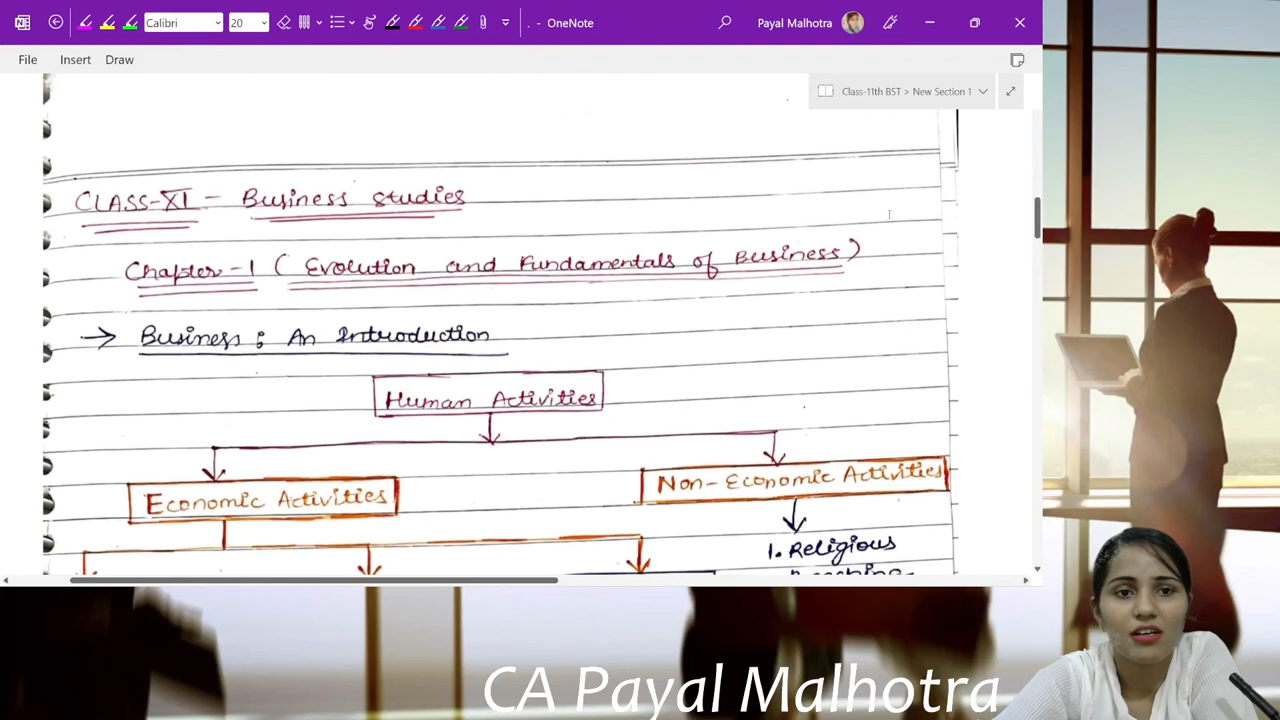 Calibri
20
. - OneNote
Payal Malhotra
File
Insert
Draw
Class-11th BST > New Section 1
CLASS-XI - Business studies
Chapter-1 ( Evolution and Fundamentals of Business)
→ Business : An Introduction
Human Activities
Economic Activities
Non-Economic Activities
1. Religious
CA Payal Malhotra